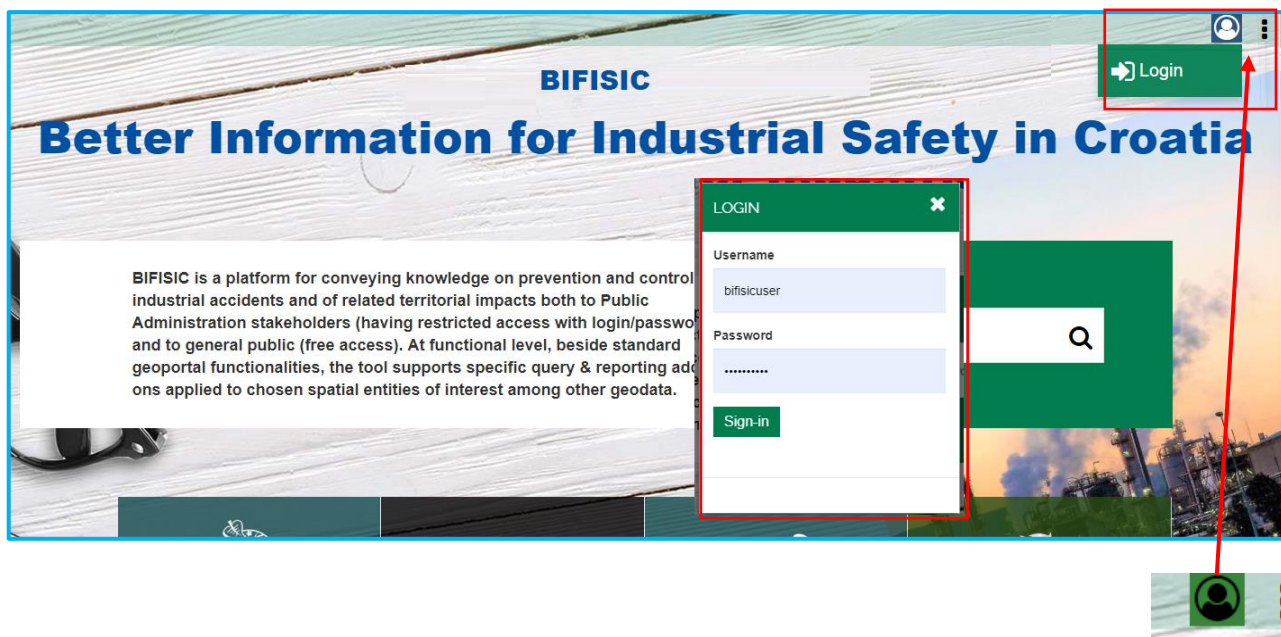 Login
BIFISIC
Better Information for Industrial Safety in Croatia
BIFISIC is a platform for conveying knowledge on prevention and control
industrial accidents and of related territorial impacts both to Public
Administration stakeholders (having restricted access with login/passwo
and to general public (free access). At functional level, beside standard
geoportal functionalities, the tool supports specific query & reporting add
ons applied to chosen spatial entities of interest among other geodata.
LOGIN
Username
bifisicuser
Password
••••••••••
Sign-in